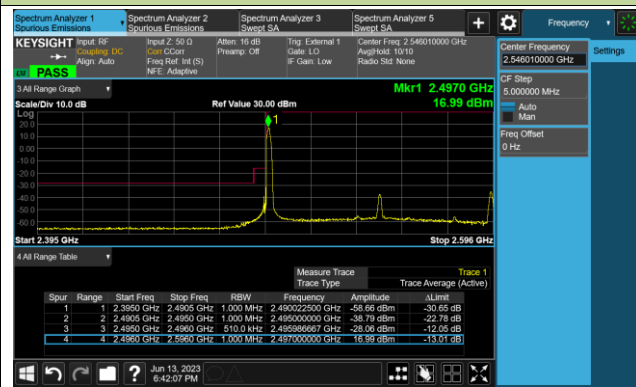 Spectrum Analyzer 1
Spurious Emissions
Spectrum Analyzer 2
Spurious Emissions
Spectrum Analyzer 3
Swept SA
Spectrum Analyzer 5
Swept SA
+
Frequency
KEYSIGHT
Input: RF
Coupling: DC
Align: Auto
Input Z: 50 Ω
Corr CCorr
Freq Ref: Int (S)
NFE: Adaptive
Atten: 16 dB
Preamp: Off
Trig: External 1
Gate: LO
IF Gain: Low
Center Freq: 2.546010000 GHz
Avg|Hold: 10/10
Radio Std: None
LXI PASS
Center Frequency
2.546010000 GHz
Settings
CF Step
5.000000 MHz
Auto
Man
Freq Offset
0 Hz
3 All Range Graph
Mkr1 2.4970 GHz
16.99 dBm
Scale/Div 10.0 dB
Ref Value 30.00 dBm
Log
1
20.0
10.0
0.00
-10.0
-20.0
-30.0
-40.0
-50.0
-60.0
Start 2.395 GHz
Stop 2.596 GHz
4 All Range Table
Measure Trace Trace 1
Trace Type Trace Average (Active)
Spur Range Start Freq Stop Freq RBW Frequency Amplitude ΔLimit
1 1 2.3950 GHz 2.4905 GHz 1.000 MHz 2.490022500 GHz -58.66 dBm -30.65 dB
2 2 2.4905 GHz 2.4950 GHz 1.000 MHz 2.495000000 GHz -38.79 dBm -22.78 dB
3 3 2.4950 GHz 2.4960 GHz 510.0 kHz 2.495986667 GHz -28.06 dBm -12.05 dB
4 4 2.4960 GHz 2.5960 GHz 1.000 MHz 2.497000000 GHz 16.99 dBm -13.01 dB
?
Jun 13, 2023
6:42:07 PM